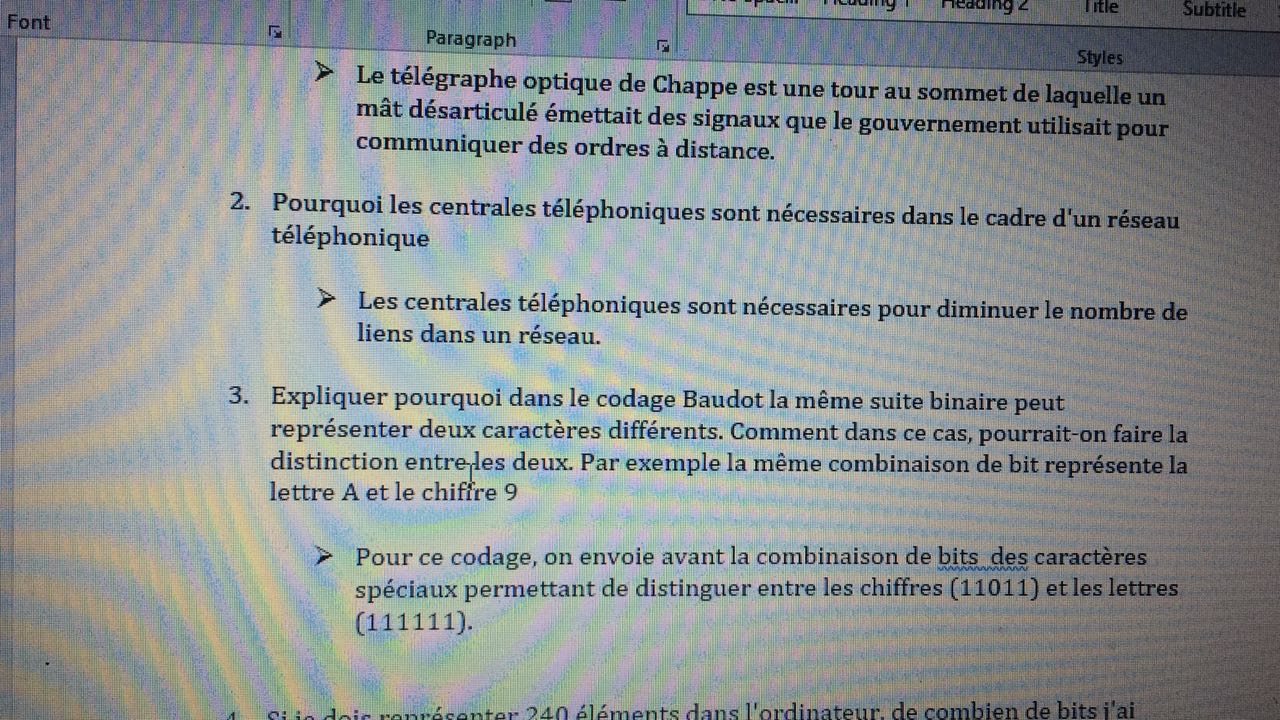 Heading 1 Heading 2 Title Subtitle
Font Paragraph Styles
➢ Le télégraphe optique de Chappe est une tour au sommet de laquelle un
mât désarticulé émettait des signaux que le gouvernement utilisait pour
communiquer des ordres à distance.
2. Pourquoi les centrales téléphoniques sont nécessaires dans le cadre d'un réseau
téléphonique
➢ Les centrales téléphoniques sont nécessaires pour diminuer le nombre de
liens dans un réseau.
3. Expliquer pourquoi dans le codage Baudot la même suite binaire peut
représenter deux caractères différents. Comment dans ce cas, pourrait-on faire la
distinction entre les deux. Par exemple la même combinaison de bit représente la
lettre A et le chiffre 9
➢ Pour ce codage, on envoie avant la combinaison de bits des caractères
spéciaux permettant de distinguer entre les chiffres (11011) et les lettres
(111111).
4. Si je dois représenter 240 éléments dans l'ordinateur, de combien de bits j'ai